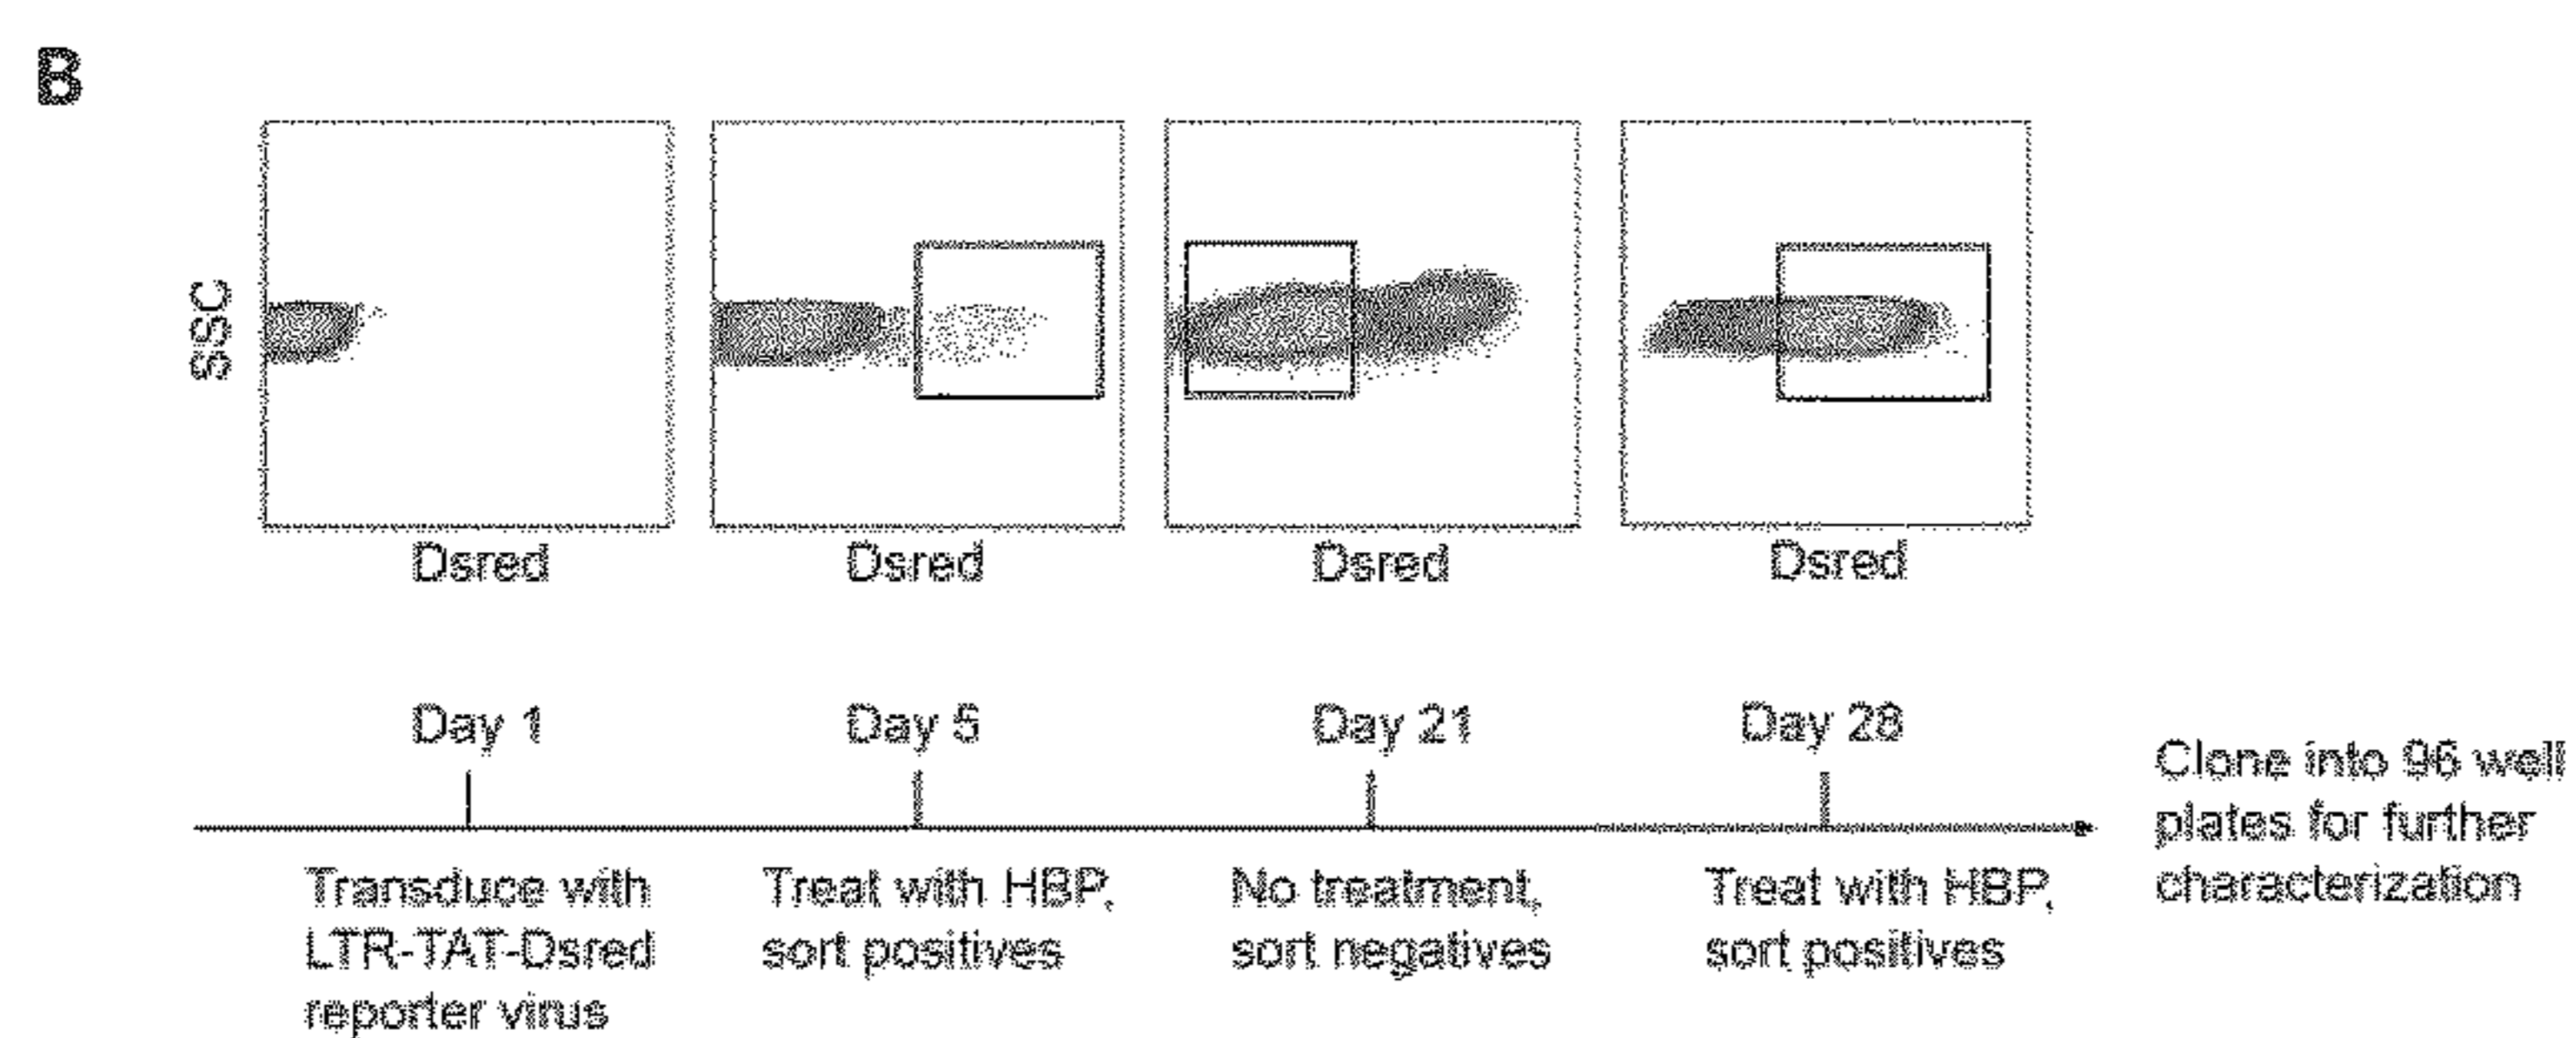 B
SSC
Dsred
Dsred
Dsred
Dsred
Day 1
Day 5
Day 21
Day 28
Transduce with
LTR-TAT-Dsred
reporter virus
Treat with HBP,
sort positives
No treatment,
sort negatives
Treat with HBP,
sort positives
Clone into 96 well
plates for further
characterization